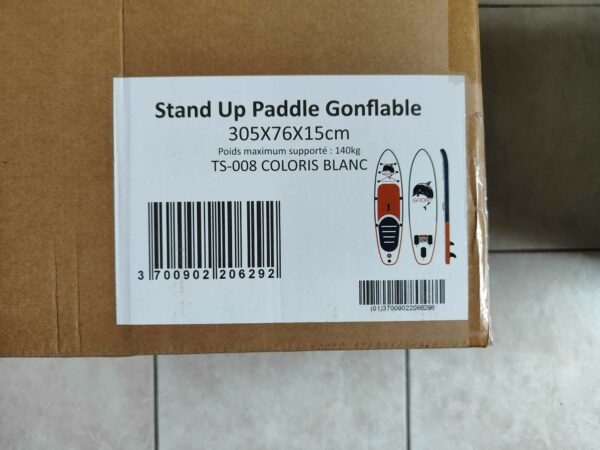 Stand Up Paddle Gonflable
305X76X15cm
Poids maximum supporté : 140kg
TS-008 COLORIS BLANC
3 700902 206292